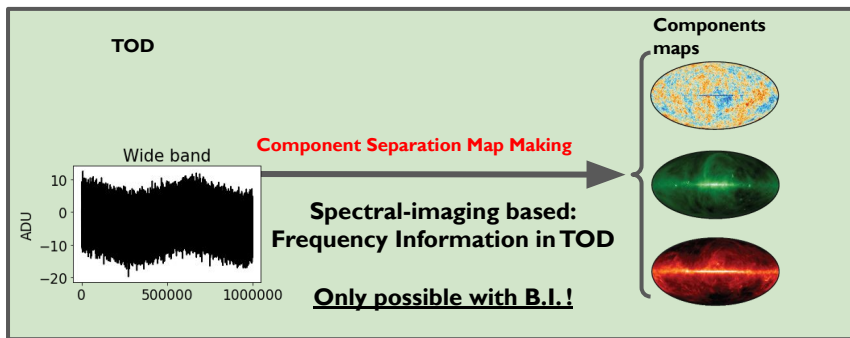 TOD
Components
maps
Component Separation Map Making
Wide band
10
0
−10
−20
ADU
0
500000
1000000
Spectral-imaging based:
Frequency Information in TOD
Only possible with B.I. !